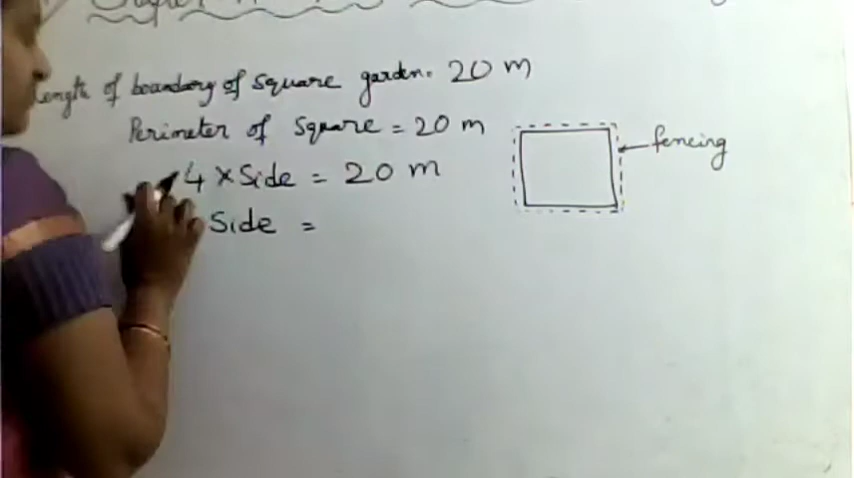 length of boundary of square garden = 20 m
Perimeter of Square = 20 m
fencing
4 × Side = 20 m
Side =